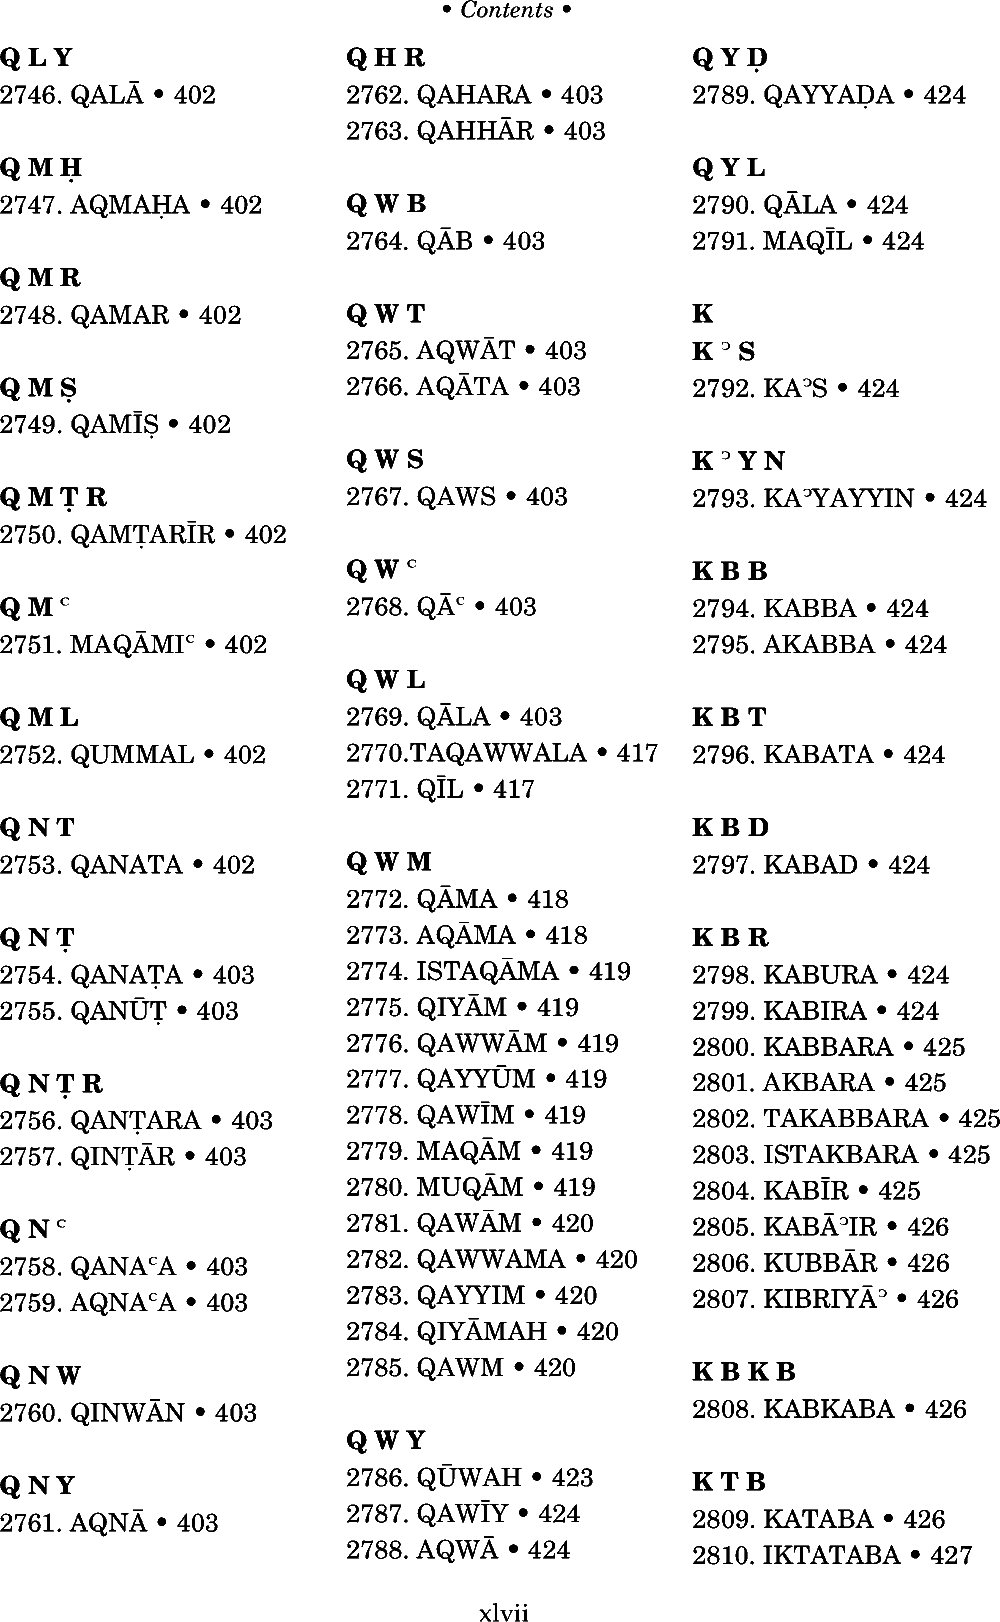 • Contents •
Q L Y
2746. QALĀ • 402
Q M Ḥ
2747. AQMAḤA • 402
Q M R
2748. QAMAR • 402
Q M Ṣ
2749. QAMĪṢ • 402
Q M Ṭ R
2750. QAMṬARĪR • 402
Q M ᶜ
2751. MAQĀMIᶜ • 402
Q M L
2752. QUMMAL • 402
Q N T
2753. QANATA • 402
Q N Ṭ
2754. QANAṬA • 403
2755. QANŪṬ • 403
Q N Ṭ R
2756. QANṬARA • 403
2757. QINṬĀR • 403
Q N ᶜ
2758. QANAᶜA • 403
2759. AQNAᶜA • 403
Q N W
2760. QINWĀN • 403
Q N Y
2761. AQNĀ • 403
Q H R
2762. QAHARA • 403
2763. QAHHĀR • 403
Q W B
2764. QĀB • 403
Q W T
2765. AQWĀT • 403
2766. AQĀTA • 403
Q W S
2767. QAWS • 403
Q W ᶜ
2768. QĀᶜ • 403
Q W L
2769. QĀLA • 403
2770.TAQAWWALA • 417
2771. QĪL • 417
Q W M
2772. QĀMA • 418
2773. AQĀMA • 418
2774. ISTAQĀMA • 419
2775. QIYĀM • 419
2776. QAWWĀM • 419
2777. QAYYŪM • 419
2778. QAWĪM • 419
2779. MAQĀM • 419
2780. MUQĀM • 419
2781. QAWĀM • 420
2782. QAWWAMA • 420
2783. QAYYIM • 420
2784. QIYĀMAH • 420
2785. QAWM • 420
Q W Y
2786. QŪWAH • 423
2787. QAWĪY • 424
2788. AQWĀ • 424
Q Y Ḍ
2789. QAYYAḌA • 424
Q Y L
2790. QĀLA • 424
2791. MAQĪL • 424
K
K ᵓ S
2792. KAᵓS • 424
K ᵓ Y N
2793. KAᵓYAYYIN • 424
K B B
2794. KABBA • 424
2795. AKABBA • 424
K B T
2796. KABATA • 424
K B D
2797. KABAD • 424
K B R
2798. KABURA • 424
2799. KABIRA • 424
2800. KABBARA • 425
2801. AKBARA • 425
2802. TAKABBARA • 425
2803. ISTAKBARA • 425
2804. KABĪR • 425
2805. KABĀᵓIR • 426
2806. KUBBĀR • 426
2807. KIBRIYĀᵓ • 426
K B K B
2808. KABKABA • 426
K T B
2809. KATABA • 426
2810. IKTATABA • 427
xlvii